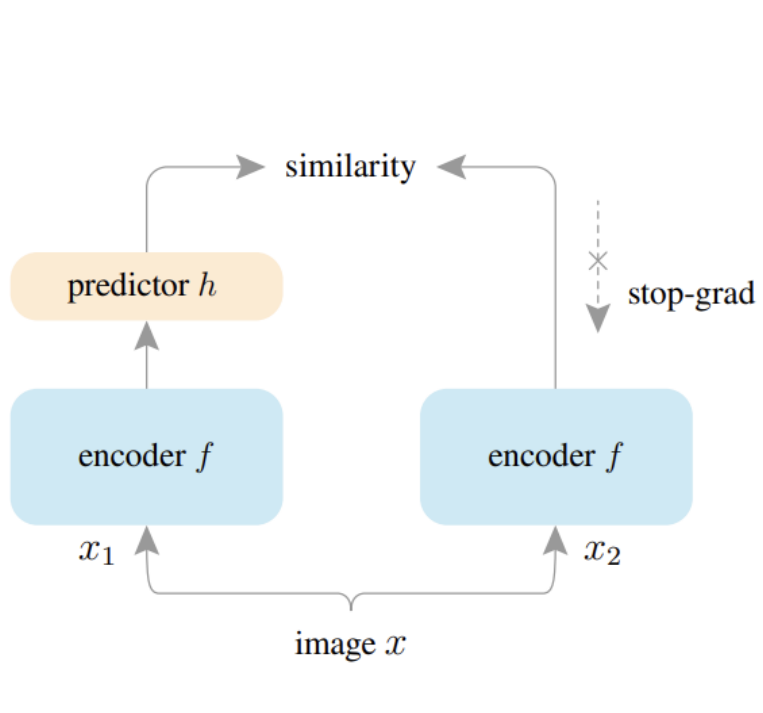 similarity
predictor h
stop-grad
encoder f
encoder f
x₁
x₂
image x